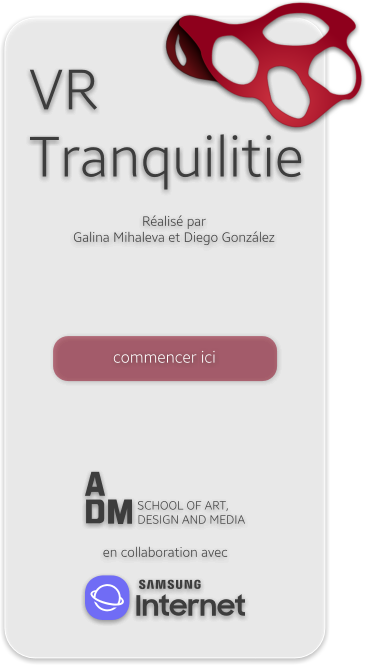 VR
Tranquilitie
Réalisé par
Galina Mihaleva et Diego González
commencer ici
ADM
SCHOOL OF ART,
DESIGN AND MEDIA
en collaboration avec
SAMSUNG
Internet